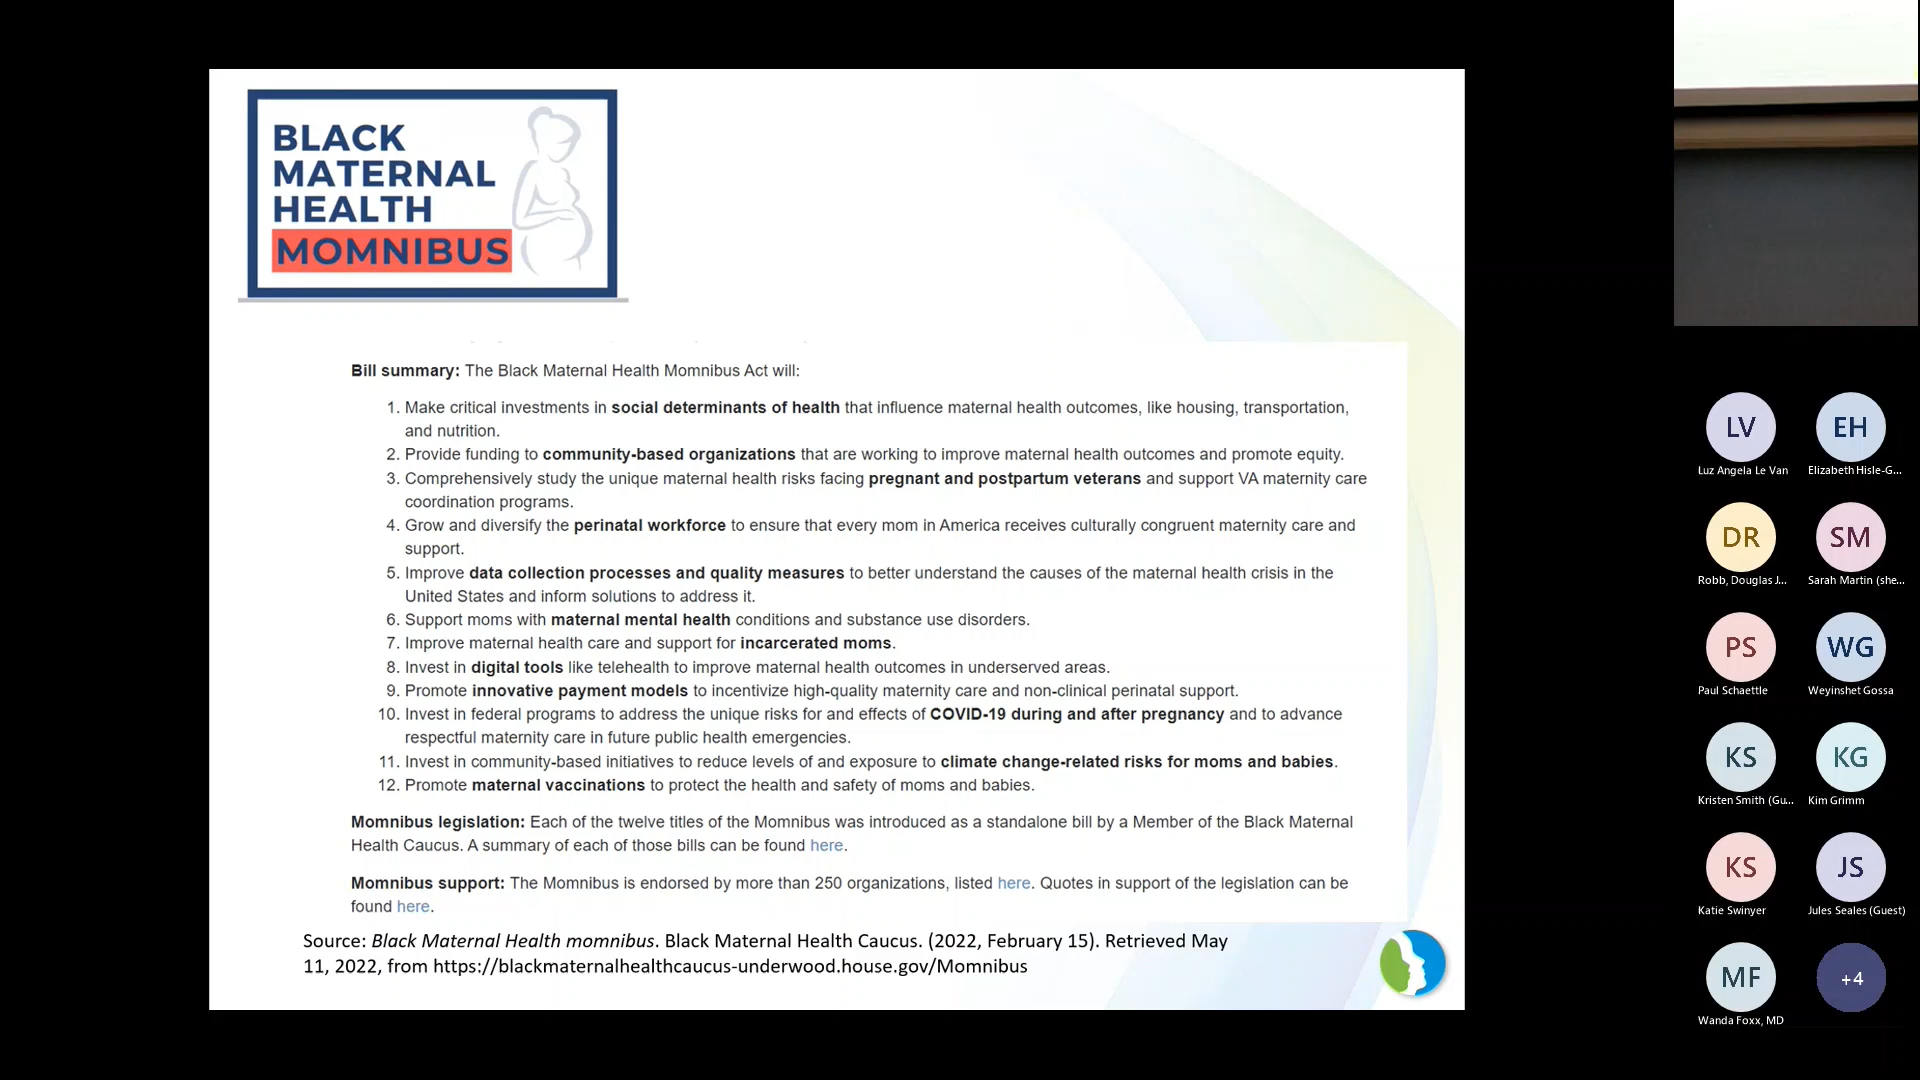 BLACK
MATERNAL
HEALTH
MOMNIBUS
Bill summary: The Black Maternal Health Momnibus Act will:
1. Make critical investments in social determinants of health that influence maternal health outcomes, like housing, transportation,
and nutrition.
2. Provide funding to community-based organizations that are working to improve maternal health outcomes and promote equity.
3. Comprehensively study the unique maternal health risks facing pregnant and postpartum veterans and support VA maternity care
coordination programs.
4. Grow and diversify the perinatal workforce to ensure that every mom in America receives culturally congruent maternity care and
support.
5. Improve data collection processes and quality measures to better understand the causes of the maternal health crisis in the
United States and inform solutions to address it.
6. Support moms with maternal mental health conditions and substance use disorders.
7. Improve maternal health care and support for incarcerated moms.
8. Invest in digital tools like telehealth to improve maternal health outcomes in underserved areas.
9. Promote innovative payment models to incentivize high-quality maternity care and non-clinical perinatal support.
10. Invest in federal programs to address the unique risks for and effects of COVID-19 during and after pregnancy and to advance
respectful maternity care in future public health emergencies.
11. Invest in community-based initiatives to reduce levels of and exposure to climate change-related risks for moms and babies.
12. Promote maternal vaccinations to protect the health and safety of moms and babies.
Momnibus legislation: Each of the twelve titles of the Momnibus was introduced as a standalone bill by a Member of the Black Maternal
Health Caucus. A summary of each of those bills can be found here.
Momnibus support: The Momnibus is endorsed by more than 250 organizations, listed here. Quotes in support of the legislation can be
found here.
Source: Black Maternal Health momnibus. Black Maternal Health Caucus. (2022, February 15). Retrieved May
11, 2022, from https://blackmaternalhealthcaucus-underwood.house.gov/Momnibus
LV EH
Luz Angela Le Van Elizabeth Hisle-G...
DR SM
Robb, Douglas J... Sarah Martin (she...
PS WG
Paul Schaettle Weyinshet Gossa
KS KG
Kristen Smith (Gu... Kim Grimm
KS JS
Katie Swinyer Jules Seales (Guest)
MF +4
Wanda Foxx, MD